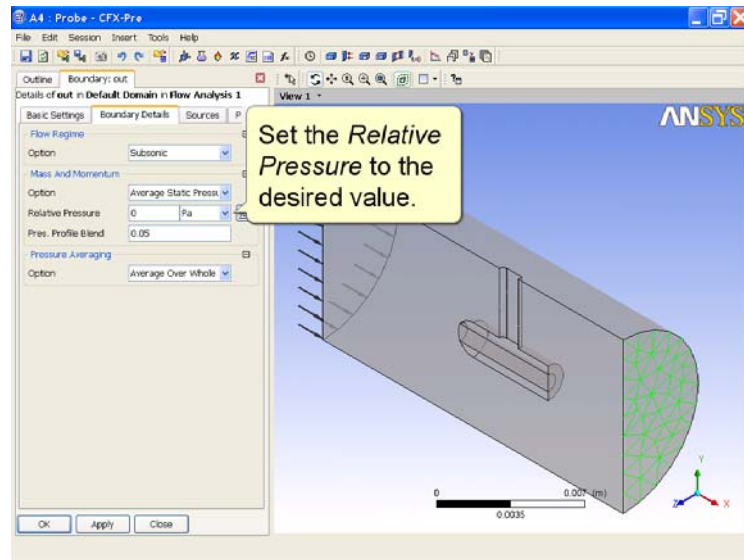 A4 : Probe - CFX-Pre
File Edit Session Insert Tools Help
Outline Boundary: out
Details of out in Default Domain in Flow Analysis 1
Basic Settings Boundary Details Sources P
Flow Regime
Option Subsonic
Mass And Momentum
Option Average Static Pressu
Relative Pressure 0 Pa
Pres. Profile Blend 0.05
Pressure Averaging
Option Average Over Whole
OK Apply Close
View 1
ANSYS
Set the Relative
Pressure to the
desired value.
0 0.007 (m)
0.0035
Y
Z X